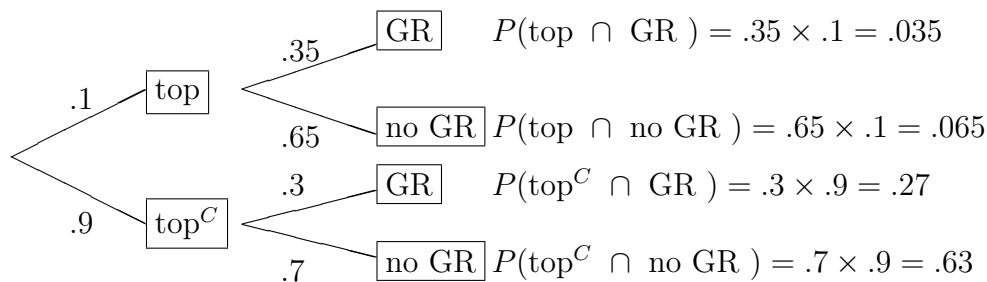 .35 GR P(top ∩ GR ) = .35 × .1 = .035
.1 top
.65 no GR P(top ∩ no GR ) = .65 × .1 = .065
.3 GR P(top^C ∩ GR ) = .3 × .9 = .27
.9 top^C
.7 no GR P(top^C ∩ no GR ) = .7 × .9 = .63